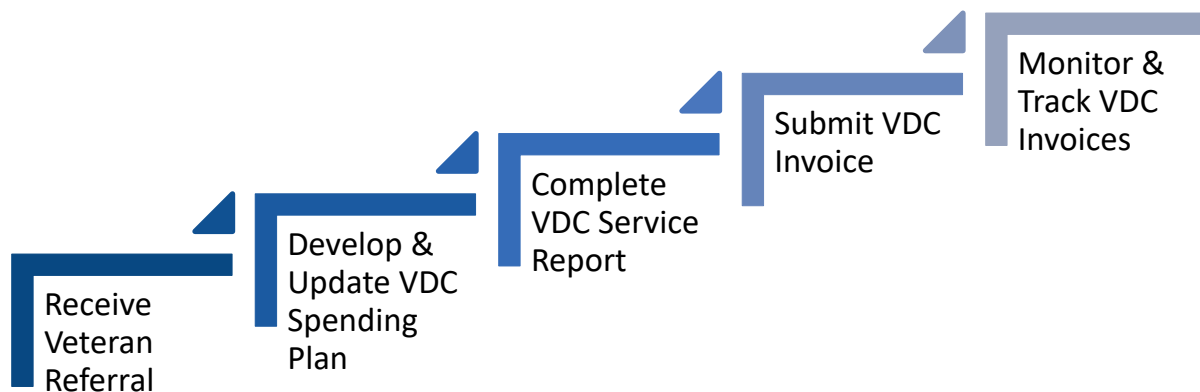 Receive
Veteran
Referral
Develop &
Update VDC
Spending
Plan
Complete
VDC Service
Report
Submit VDC
Invoice
Monitor &
Track VDC
Invoices